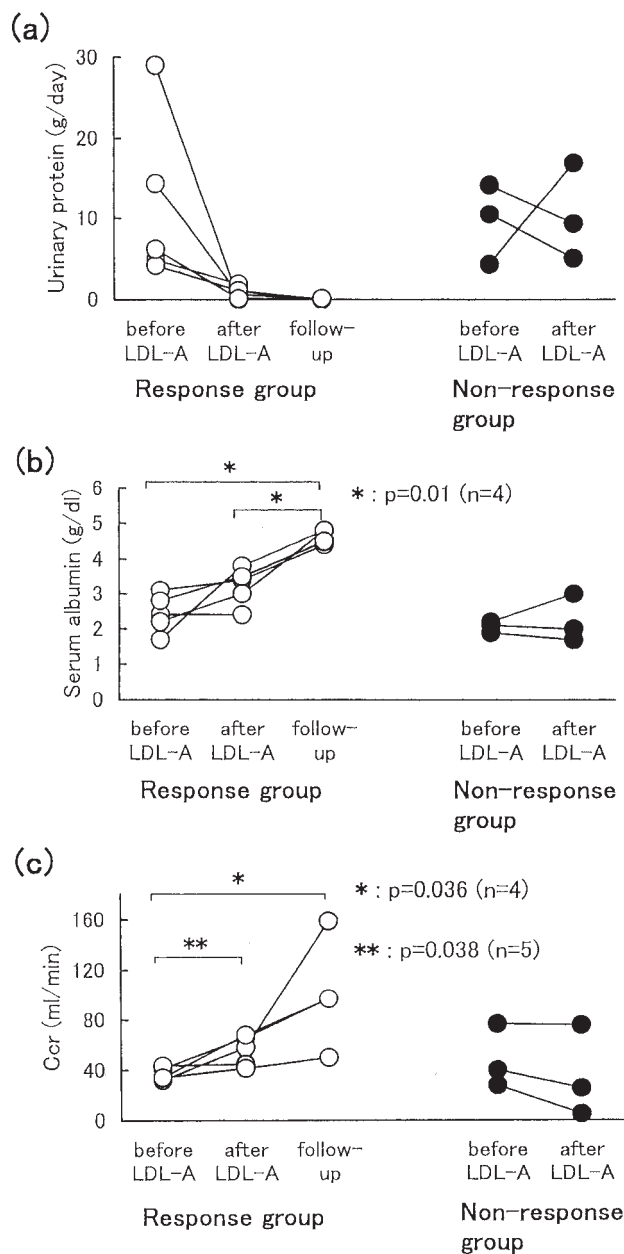 (a)
30
20
10
0
Urinary protein (g/day)
before LDL-A
after LDL-A
follow-up
before LDL-A
after LDL-A
Response group
Non-response group
(b)
*
*
* : p=0.01 (n=4)
6
5
4
3
2
1
0
Serum albumin (g/dl)
before LDL-A
after LDL-A
follow-up
before LDL-A
after LDL-A
Response group
Non-response group
(c)
*
**
* : p=0.036 (n=4)
** : p=0.038 (n=5)
160
120
80
40
0
Ccr (ml/min)
before LDL-A
after LDL-A
follow-up
before LDL-A
after LDL-A
Response group
Non-response group